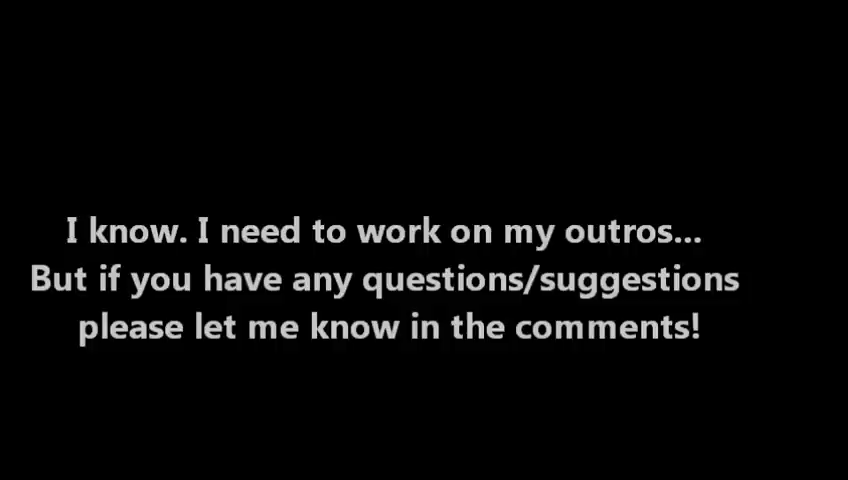 I know. I need to work on my outros...
But if you have any questions/suggestions
please let me know in the comments!